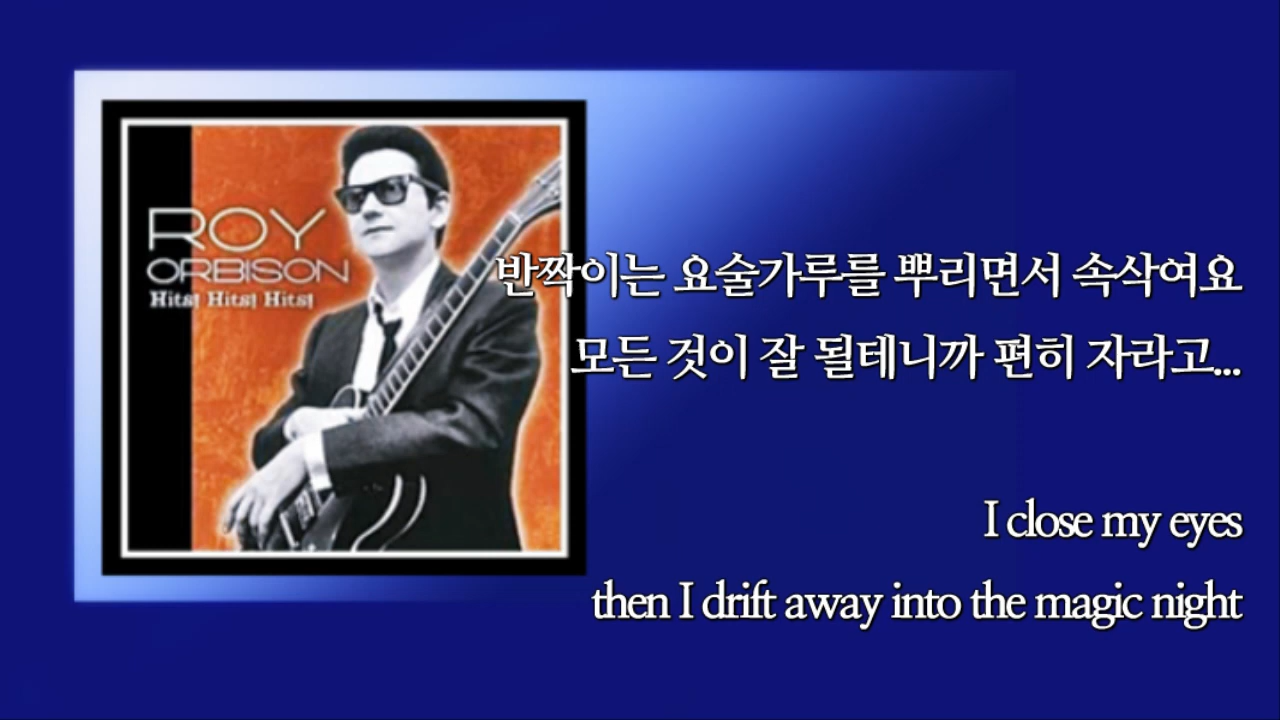 ROY
ORBISON
Hits! Hits! Hits!
반짝이는 요술가루를 뿌리면서 속삭여요
모든 것이 잘 될테니까 편히 자라고...
I close my eyes
then I drift away into the magic night